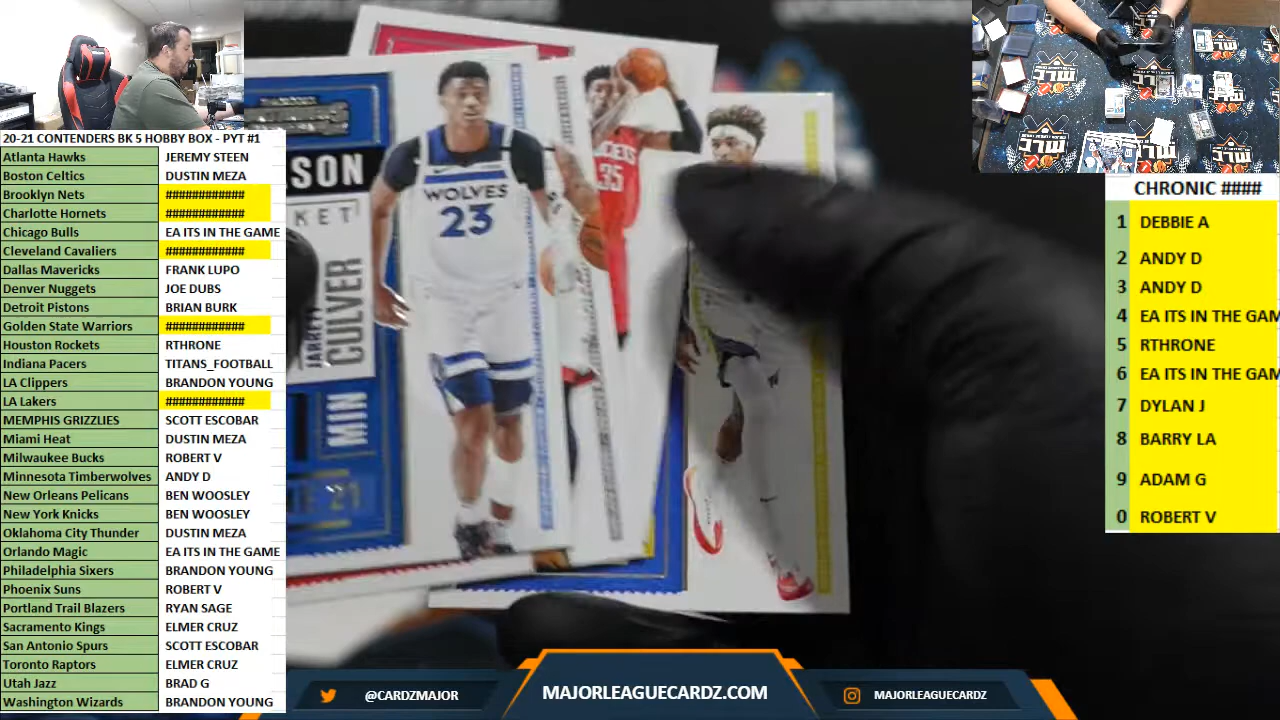 20-21 CONTENDERS BK 5 HOBBY BOX - PYT #1
Atlanta Hawks JEREMY STEEN
Boston Celtics DUSTIN MEZA
Brooklyn Nets ############
Charlotte Hornets ############
Chicago Bulls EA ITS IN THE GAME
Cleveland Cavaliers ############
Dallas Mavericks FRANK LUPO
Denver Nuggets JOE DUBS
Detroit Pistons BRIAN BURK
Golden State Warriors ############
Houston Rockets RTHRONE
Indiana Pacers TITANS_FOOTBALL
LA Clippers BRANDON YOUNG
LA Lakers ############
MEMPHIS GRIZZLIES SCOTT ESCOBAR
Miami Heat DUSTIN MEZA
Milwaukee Bucks ROBERT V
Minnesota Timberwolves ANDY D
New Orleans Pelicans BEN WOOSLEY
New York Knicks BEN WOOSLEY
Oklahoma City Thunder DUSTIN MEZA
Orlando Magic EA ITS IN THE GAME
Philadelphia Sixers BRANDON YOUNG
Phoenix Suns ROBERT V
Portland Trail Blazers RYAN SAGE
Sacramento Kings ELMER CRUZ
San Antonio Spurs SCOTT ESCOBAR
Toronto Raptors ELMER CRUZ
Utah Jazz BRAD G
Washington Wizards BRANDON YOUNG
SON
KET
JARRETT
CULVER
MIN
WOLVES
23
35
CHRONIC ####
1 DEBBIE A
2 ANDY D
3 ANDY D
4 EA ITS IN THE GAM
5 RTHRONE
6 EA ITS IN THE GAM
7 DYLAN J
8 BARRY LA
9 ADAM G
0 ROBERT V
@CARDZMAJOR
MAJORLEAGUECARDZ.COM
MAJORLEAGUECARDZ